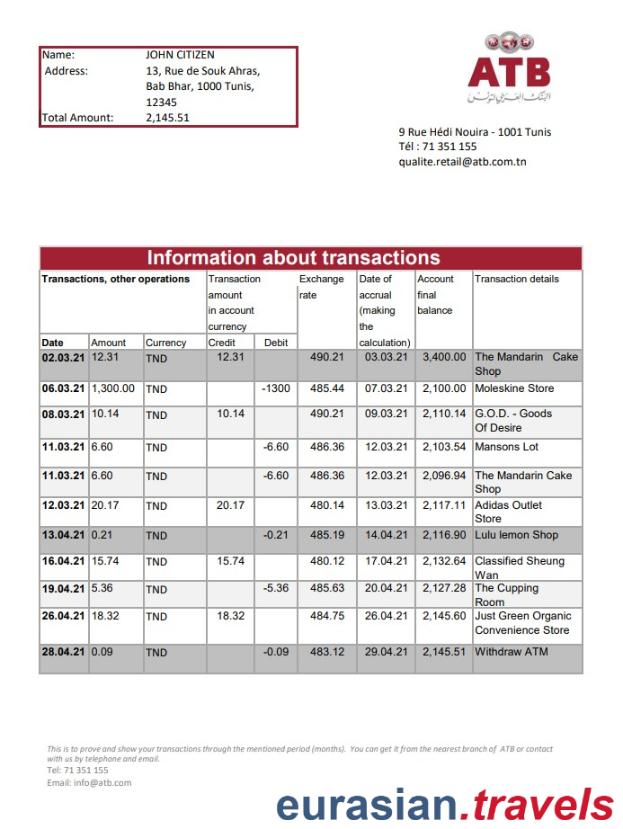 Name: JOHN CITIZEN
Address: 13, Rue de Souk Ahras,
Bab Bhar, 1000 Tunis,
12345
Total Amount: 2,145.51
ATB
البنك العربي لتونس
9 Rue Hédi Nouira - 1001 Tunis
Tél : 71 351 155
qualite.retail@atb.com.tn
Information about transactions
Transactions, other operations
Transaction
amount
in account
currency
Exchange
rate
Date of
accrual
(making
the
calculation)
Account
final
balance
Transaction details
Date Amount Currency Credit Debit
02.03.21 12.31 TND 12.31 490.21 03.03.21 3,400.00 The Mandarin Cake
Shop
06.03.21 1,300.00 TND -1300 485.44 07.03.21 2,100.00 Moleskine Store
08.03.21 10.14 TND 10.14 490.21 09.03.21 2,110.14 G.O.D. - Goods
Of Desire
11.03.21 6.60 TND -6.60 486.36 12.03.21 2,103.54 Mansons Lot
11.03.21 6.60 TND -6.60 486.36 12.03.21 2,096.94 The Mandarin Cake
Shop
12.03.21 20.17 TND 20.17 480.14 13.03.21 2,117.11 Adidas Outlet
Store
13.04.21 0.21 TND -0.21 485.19 14.04.21 2,116.90 Lulu lemon Shop
16.04.21 15.74 TND 15.74 480.12 17.04.21 2,132.64 Classified Sheung
Wan
19.04.21 5.36 TND -5.36 485.63 20.04.21 2,127.28 The Cupping
Room
26.04.21 18.32 TND 18.32 484.75 26.04.21 2,145.60 Just Green Organic
Convenience Store
28.04.21 0.09 TND -0.09 483.12 29.04.21 2,145.51 Withdraw ATM
This is to prove and show your transactions through the mentioned period (months). You can get it from the nearest branch of ATB or contact
with us by telephone and email.
Tel: 71 351 155
Email: info@atb.com
eurasian.travels